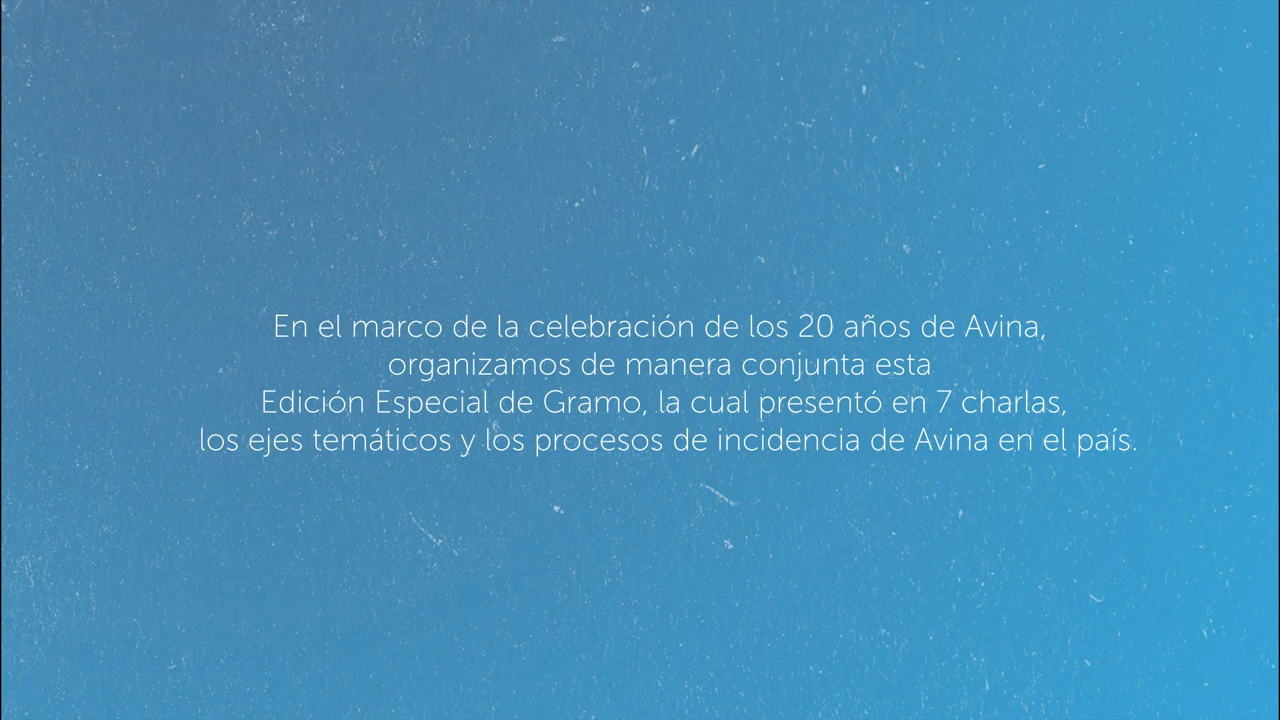 En el marco de la celebración de los 20 años de Avina,
organizamos de manera conjunta esta
Edición Especial de Gramo, la cual presentó en 7 charlas,
los ejes temáticos y los procesos de incidencia de Avina en el país.